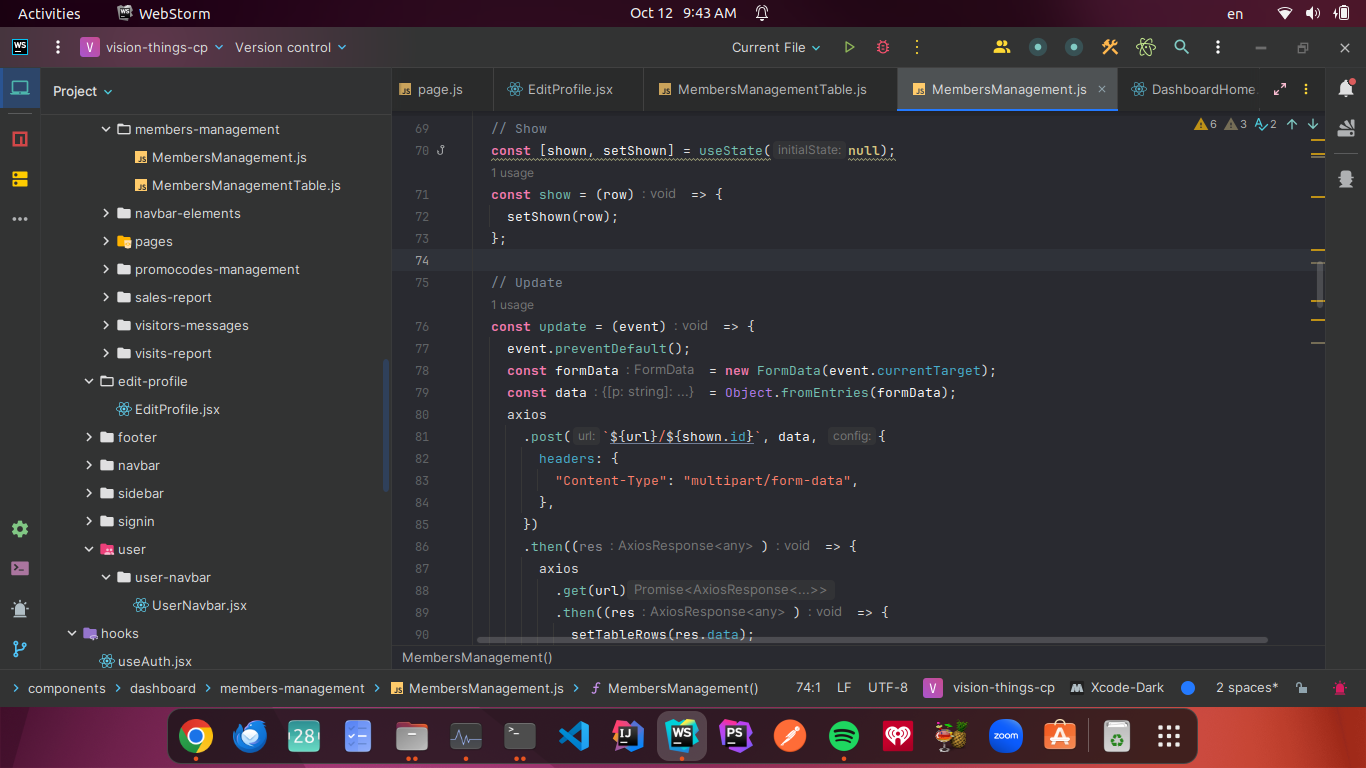 Activities
WebStorm
Oct 12 9:43 AM
en
WS
V
vision-things-cp
Version control
Current File
Project
JS page.js
EditProfile.jsx
JS MembersManagementTable.js
JS MembersManagement.js
DashboardHome.
members-management
JS MembersManagement.js
JS MembersManagementTable.js
navbar-elements
pages
promocodes-management
sales-report
visitors-messages
visits-report
edit-profile
EditProfile.jsx
footer
navbar
sidebar
signin
user
user-navbar
UserNavbar.jsx
hooks
useAuth.jsx
6 3 2
69 // Show
70 const [shown, setShown] = useState( initialState: null);
1 usage
71 const show = (row) : void => {
72 setShown(row);
73 };
74
75 // Update
1 usage
76 const update = (event) : void => {
77 event.preventDefault();
78 const formData : FormData = new FormData(event.currentTarget);
79 const data : {[p: string]: ...} = Object.fromEntries(formData);
80 axios
81 .post( url: `${url}/${shown.id}`, data, config: {
82 headers: {
83 "Content-Type": "multipart/form-data",
84 },
85 })
86 .then((res : AxiosResponse<any> ) : void => {
87 axios
88 .get(url) Promise<AxiosResponse<...>>
89 .then((res : AxiosResponse<any> ) : void => {
90 setTableRows(res.data);
MembersManagement()
components
dashboard
members-management
JS MembersManagement.js
MembersManagement()
74:1
LF
UTF-8
V
vision-things-cp
Xcode-Dark
2 spaces*
28
IJ
WS
PS
zoom